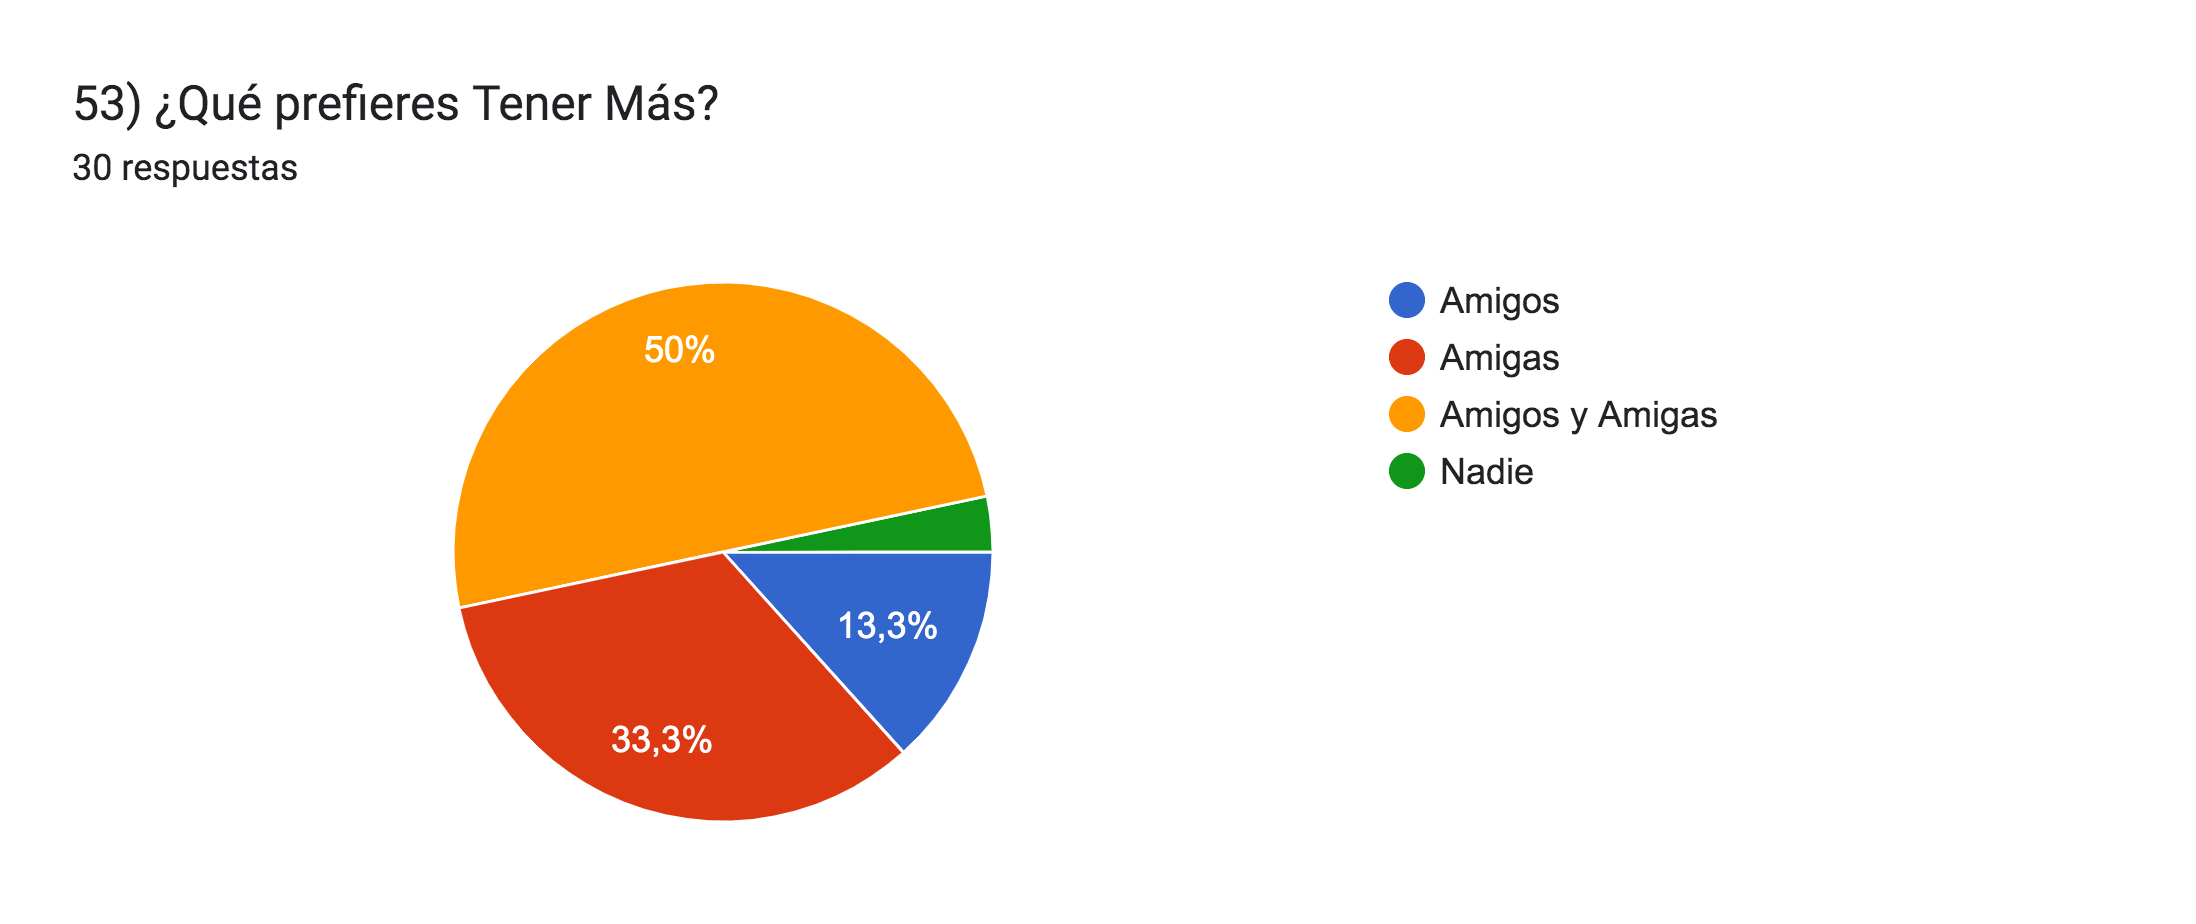 53) ¿Qué prefieres Tener Más?
30 respuestas
50%
13,3%
33,3%
Amigos
Amigas
Amigos y Amigas
Nadie